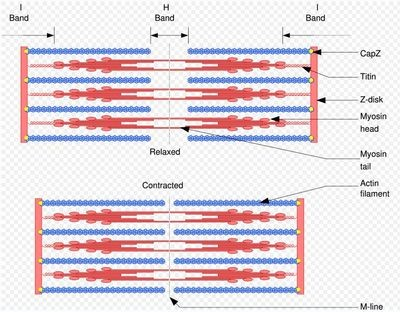 I
Band
H
Band
I
Band
CapZ
Titin
Z-disk
Myosin
head
Relaxed
Myosin
tail
Contracted
Actin
filament
M-line